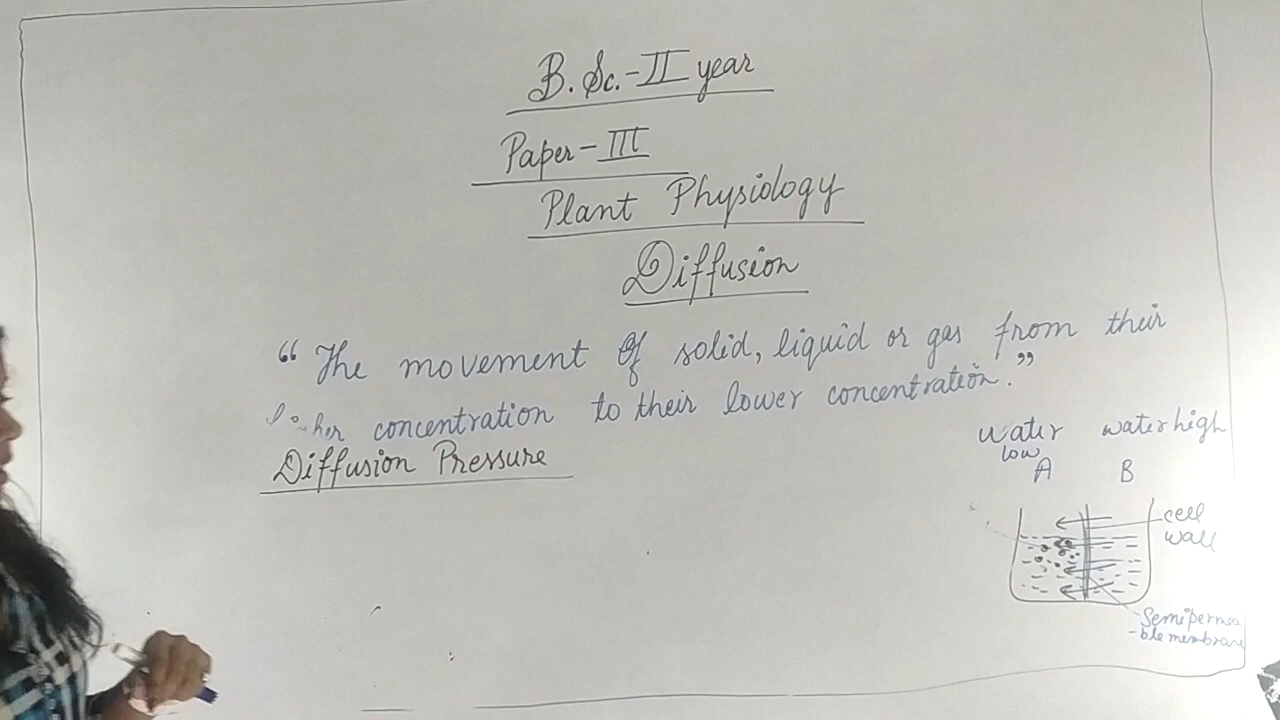 B.Sc.-II year
Paper-III
Plant Physiology
Diffusion
"The movement of solid, liquid or gas from their
concentration to their lower concentration."
Diffusion Pressure
water water high
low
A B
cell
wall
Semipermea
-ble membrane